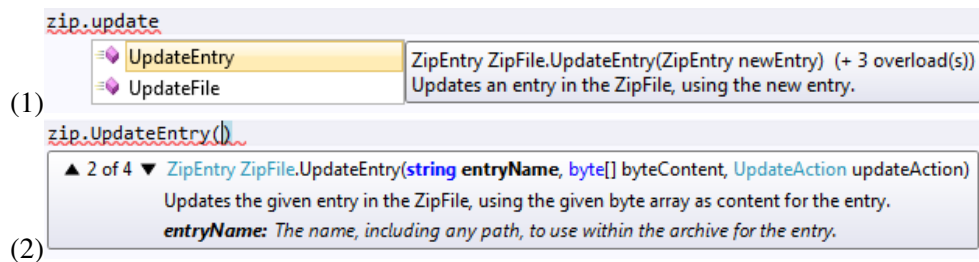 zip.update
UpdateEntry
ZipEntry ZipFile.UpdateEntry(ZipEntry newEntry) (+ 3 overload(s))
UpdateFile
Updates an entry in the ZipFile, using the new entry.
(1)
zip.UpdateEntry()
▲ 2 of 4 ▼ ZipEntry ZipFile.UpdateEntry(string entryName, byte[] byteContent, UpdateAction updateAction)
Updates the given entry in the ZipFile, using the given byte array as content for the entry.
entryName: The name, including any path, to use within the archive for the entry.
(2)